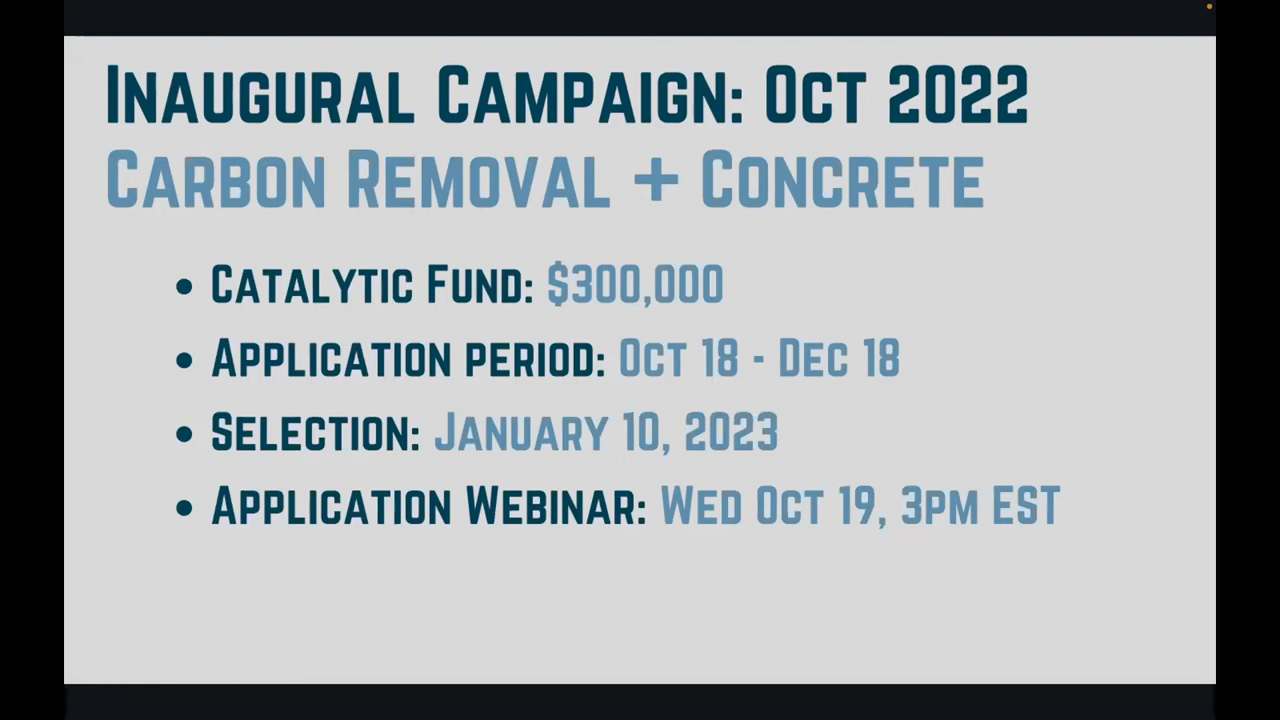 Inaugural Campaign: Oct 2022
Carbon Removal + Concrete
• Catalytic Fund: $300,000
• Application period: Oct 18 - Dec 18
• Selection: January 10, 2023
• Application Webinar: Wed Oct 19, 3pm EST